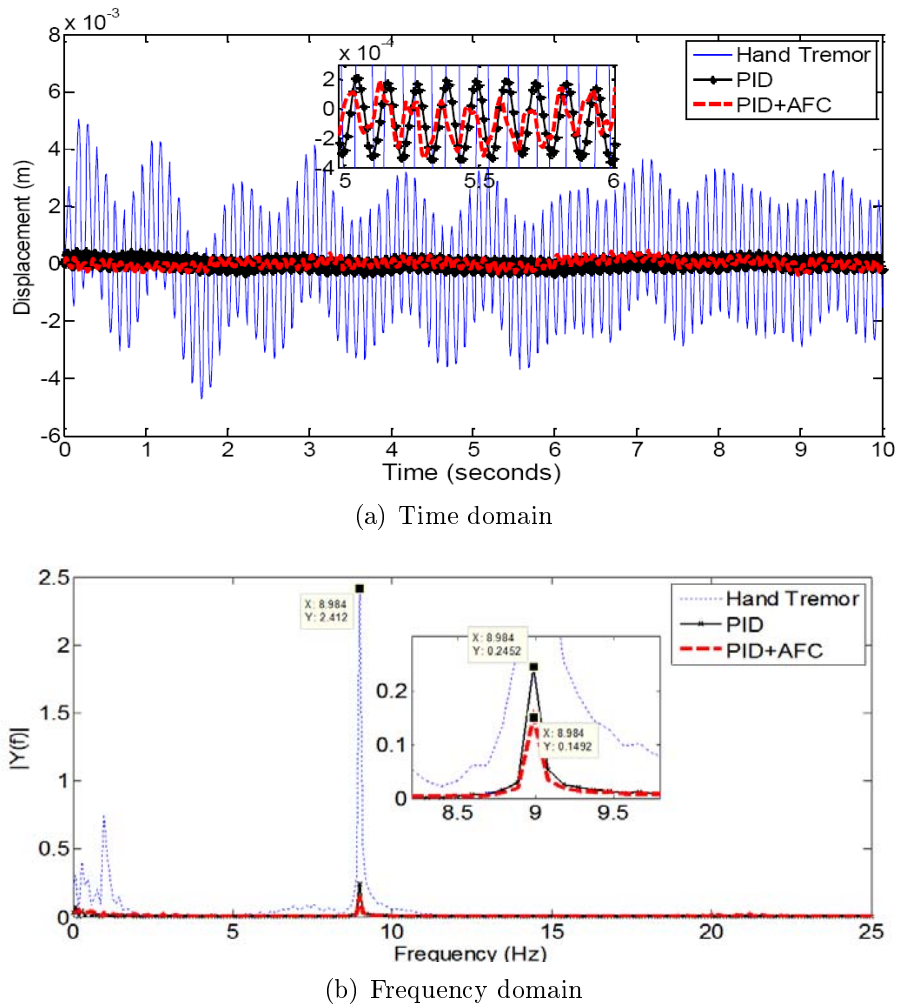 x 10⁻³
8
6
4
2
0
-2
-4
-6
Displacement (m)
x 10⁻⁴
2
0
-2
-4
5
5.5
6
Hand Tremor
PID
PID+AFC
0 1 2 3 4 5 6 7 8 9 10
Time (seconds)
(a) Time domain
2.5
2
1.5
1
0.5
0
|Y(f)|
X: 8.984
Y: 2.412
X: 8.984
Y: 0.2452
X: 8.984
Y: 0.1492
0.2
0.1
0
8.5 9 9.5
Hand Tremor
PID
PID+AFC
0 5 10 15 20 25
Frequency (Hz)
(b) Frequency domain